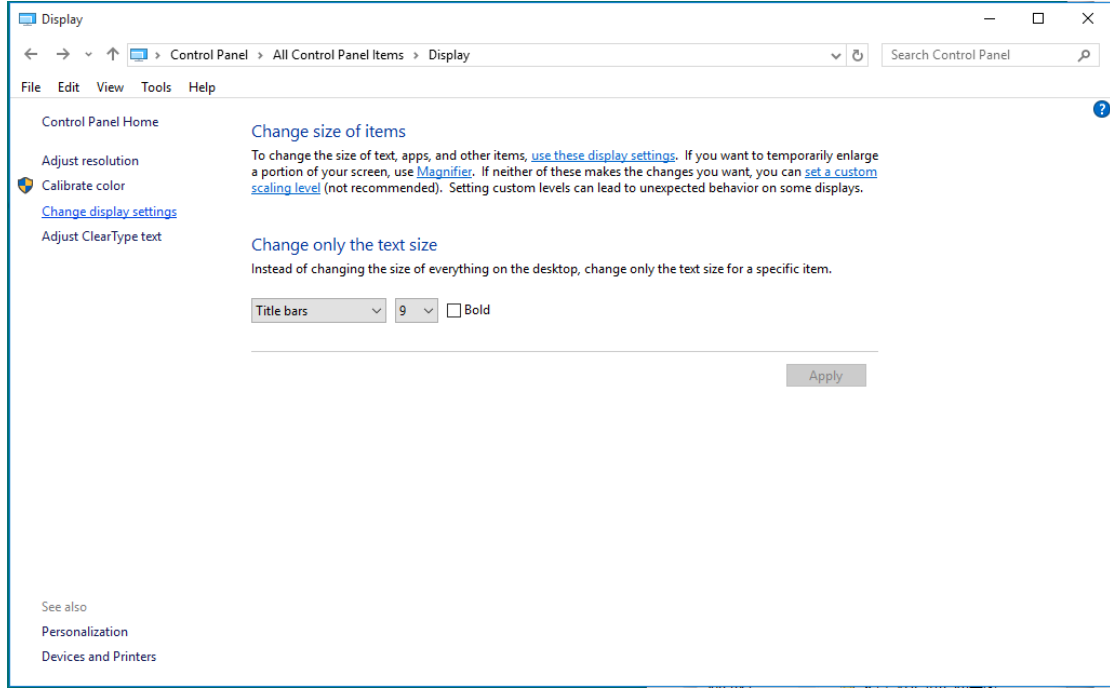 Display
Control Panel > All Control Panel Items > Display
Search Control Panel
File Edit View Tools Help
?
Control Panel Home
Adjust resolution
Calibrate color
Change display settings
Adjust ClearType text
Change size of items
To change the size of text, apps, and other items, use these display settings. If you want to temporarily enlarge
a portion of your screen, use Magnifier. If neither of these makes the changes you want, you can set a custom
scaling level (not recommended). Setting custom levels can lead to unexpected behavior on some displays.
Change only the text size
Instead of changing the size of everything on the desktop, change only the text size for a specific item.
Title bars 9 Bold
Apply
See also
Personalization
Devices and Printers